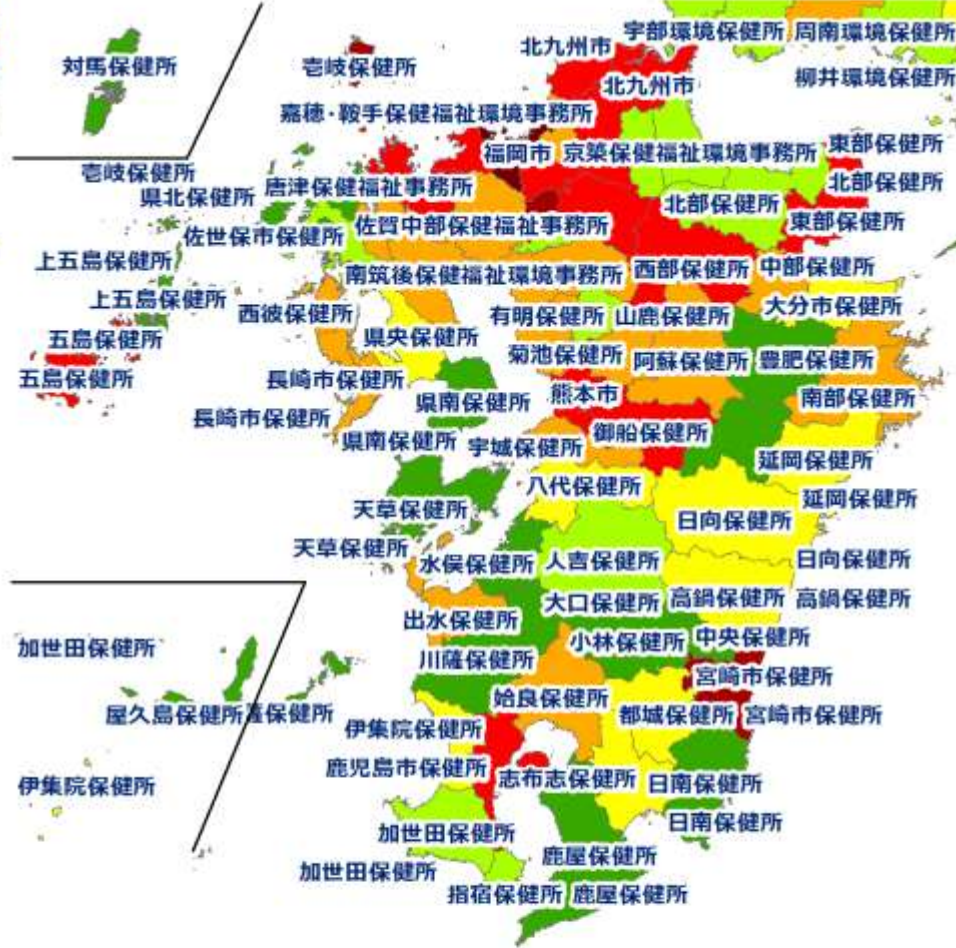 宇部環境保健所
周南環境保健所
北九州市
対馬保健所
壱岐保健所
柳井環境保健所
北九州市
嘉穂・鞍手保健福祉環境事務所
東部保健所
福岡市
京築保健福祉環境事務所
壱岐保健所
北部保健所
唐津保健福祉事務所
県北保健所
北部保健所
東部保健所
佐賀中部保健福祉事務所
佐世保市保健所
上五島保健所
西部保健所
中部保健所
南筑後保健福祉環境事務所
上五島保健所
大分市保健所
西彼保健所
有明保健所
山鹿保健所
五島保健所
県央保健所
菊池保健所
阿蘇保健所
豊肥保健所
五島保健所
長崎市保健所
熊本市
南部保健所
県南保健所
長崎市保健所
御船保健所
県南保健所
宇城保健所
延岡保健所
八代保健所
延岡保健所
天草保健所
日向保健所
天草保健所
水俣保健所
人吉保健所
日向保健所
大口保健所
高鍋保健所
高鍋保健所
出水保健所
小林保健所
中央保健所
加世田保健所
川薩保健所
宮崎市保健所
姶良保健所
屋久島保健所
保健所
伊集院保健所
都城保健所
宮崎市保健所
鹿児島市保健所
志布志保健所
日南保健所
伊集院保健所
日南保健所
加世田保健所
鹿屋保健所
加世田保健所
指宿保健所
鹿屋保健所